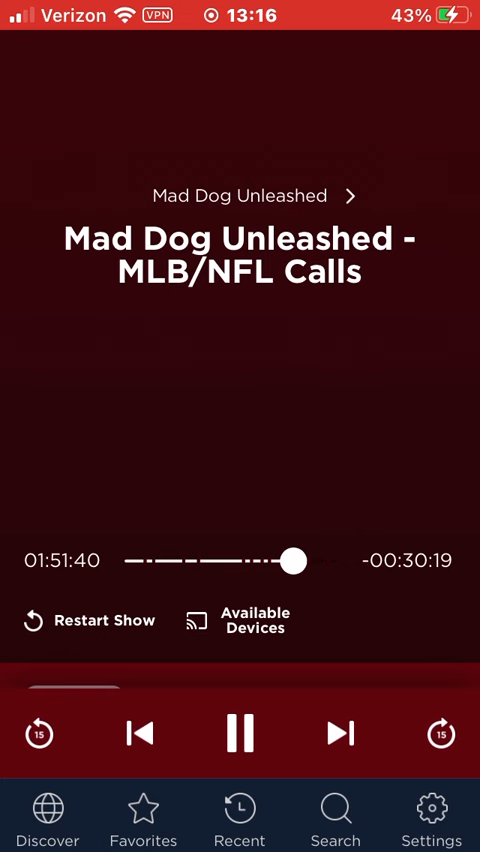 Verizon VPN 13:16 43%
Mad Dog Unleashed
Mad Dog Unleashed -
MLB/NFL Calls
01:51:40 -00:30:19
Restart Show
Available
Devices
15 15
Discover Favorites Recent Search Settings